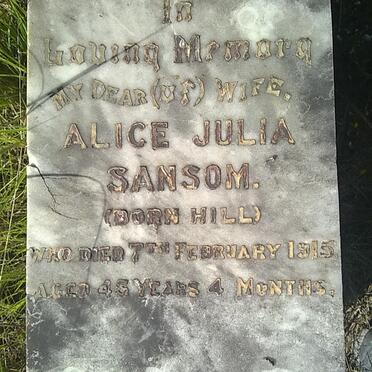 In
Loving Memory
My Dear (of) Wife,
ALICE JULIA
SANSOM.
(BORN HILL)
WHO DIED 7TH FEBRUARY 1915
AGED 45 YEARS 4 MONTHS,